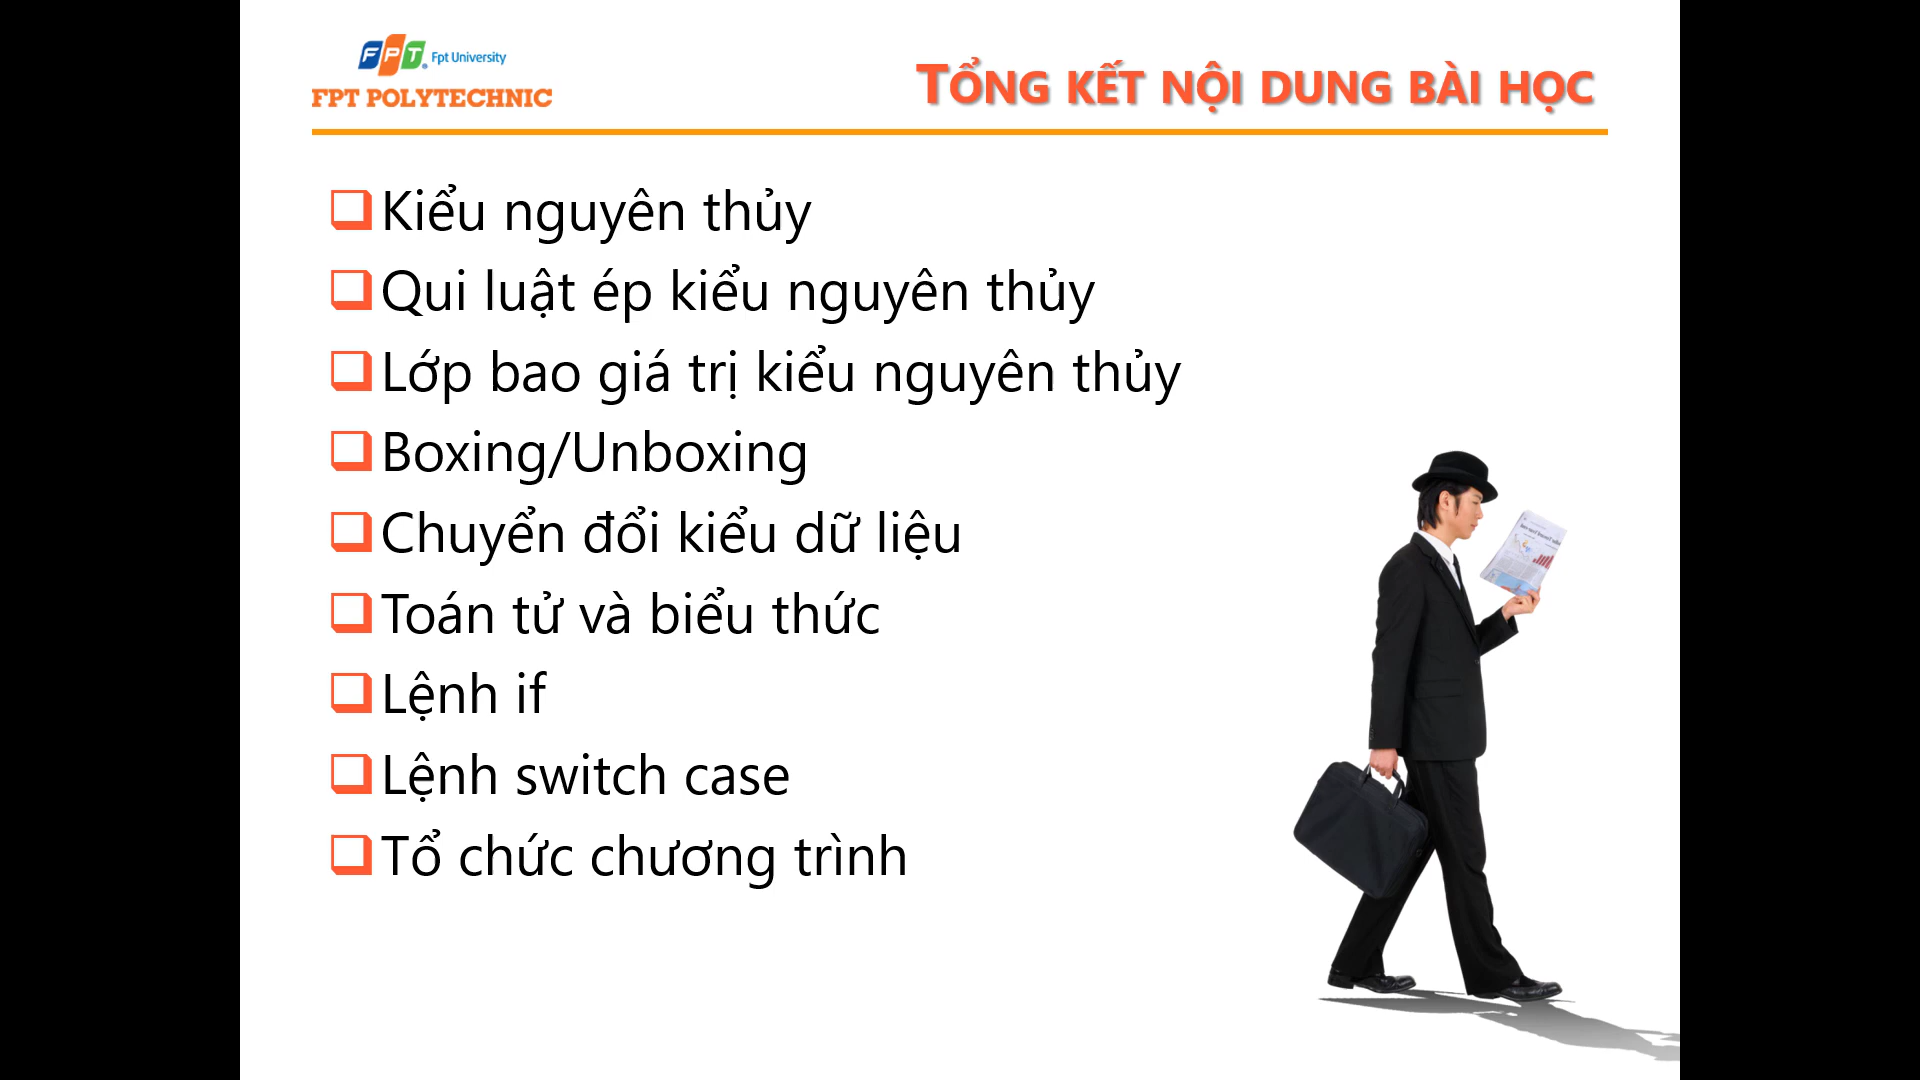 FPT. Fpt University
FPT POLYTECHNIC
TỔNG KẾT NỘI DUNG BÀI HỌC
Kiểu nguyên thủy
Qui luật ép kiểu nguyên thủy
Lớp bao giá trị kiểu nguyên thủy
Boxing/Unboxing
Chuyển đổi kiểu dữ liệu
Toán tử và biểu thức
Lệnh if
Lệnh switch case
Tổ chức chương trình